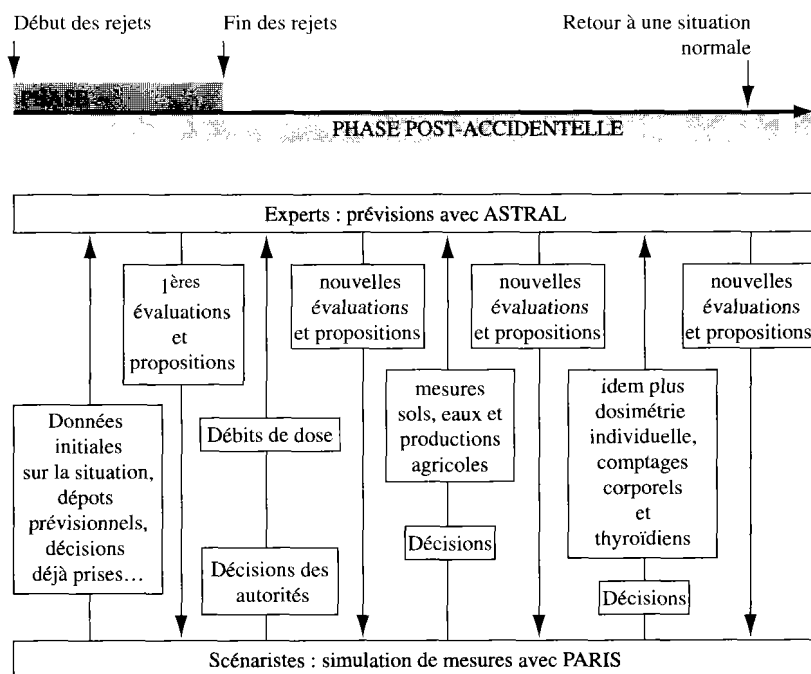 Début des rejets
Fin des rejets
Retour à une situation
normale
PHASE
PHASE POST-ACCIDENTELLE
Experts : prévisions avec ASTRAL
1ères
évaluations
et
propositions
nouvelles
évaluations
et propositions
nouvelles
évaluations
et propositions
nouvelles
évaluations
et propositions
Données
initiales
sur la situation,
dépots
prévisionnels,
décisions
déjà prises…
Débits de dose
Décisions des
autorités
mesures
sols, eaux et
productions
agricoles
Décisions
idem plus
dosimétrie
individuelle,
comptages
corporels
et
thyroïdiens
Décisions
Scénaristes : simulation de mesures avec PARIS